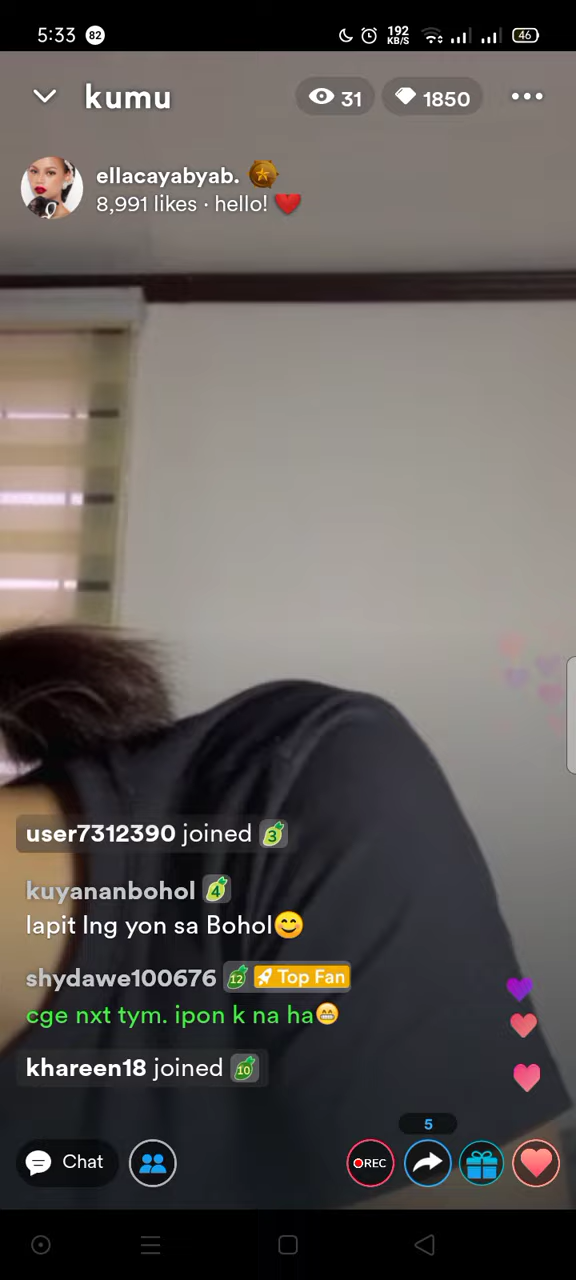 5:33 82 192 KB/S 46
kumu 31 1850
ellacayabyab.
8,991 likes · hello! ❤️
user7312390 joined 3
kuyananbohol 4
lapit lng yon sa Bohol😊
shydawe100676 12 Top Fan
cge nxt tym. ipon k na ha😁
khareen18 joined 10
5
Chat REC